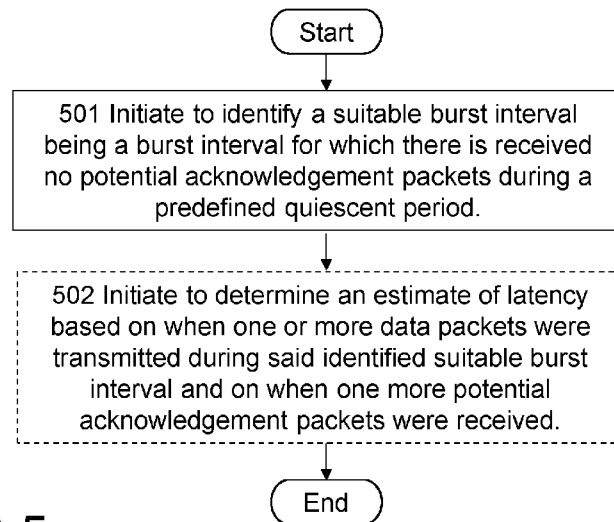 Start
501 Initiate to identify a suitable burst interval
being a burst interval for which there is received
no potential acknowledgement packets during a
predefined quiescent period.
502 Initiate to determine an estimate of latency
based on when one or more data packets were
transmitted during said identified suitable burst
interval and on when one more potential
acknowledgement packets were received.
End